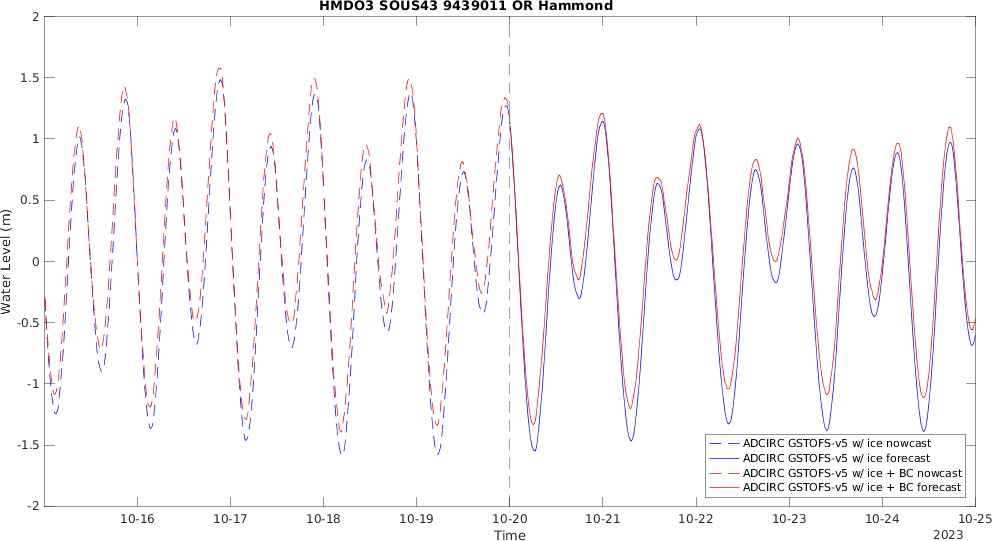 HMDO3 SOUS43 9439011 OR Hammond
2
1.5
1
0.5
0
-0.5
-1
-1.5
-2
Water Level (m)
ADCIRC GSTOFS-v5 w/ ice nowcast
ADCIRC GSTOFS-v5 w/ ice forecast
ADCIRC GSTOFS-v5 w/ ice + BC nowcast
ADCIRC GSTOFS-v5 w/ ice + BC forecast
10-16 10-17 10-18 10-19 10-20 10-21 10-22 10-23 10-24 10-25
Time
2023